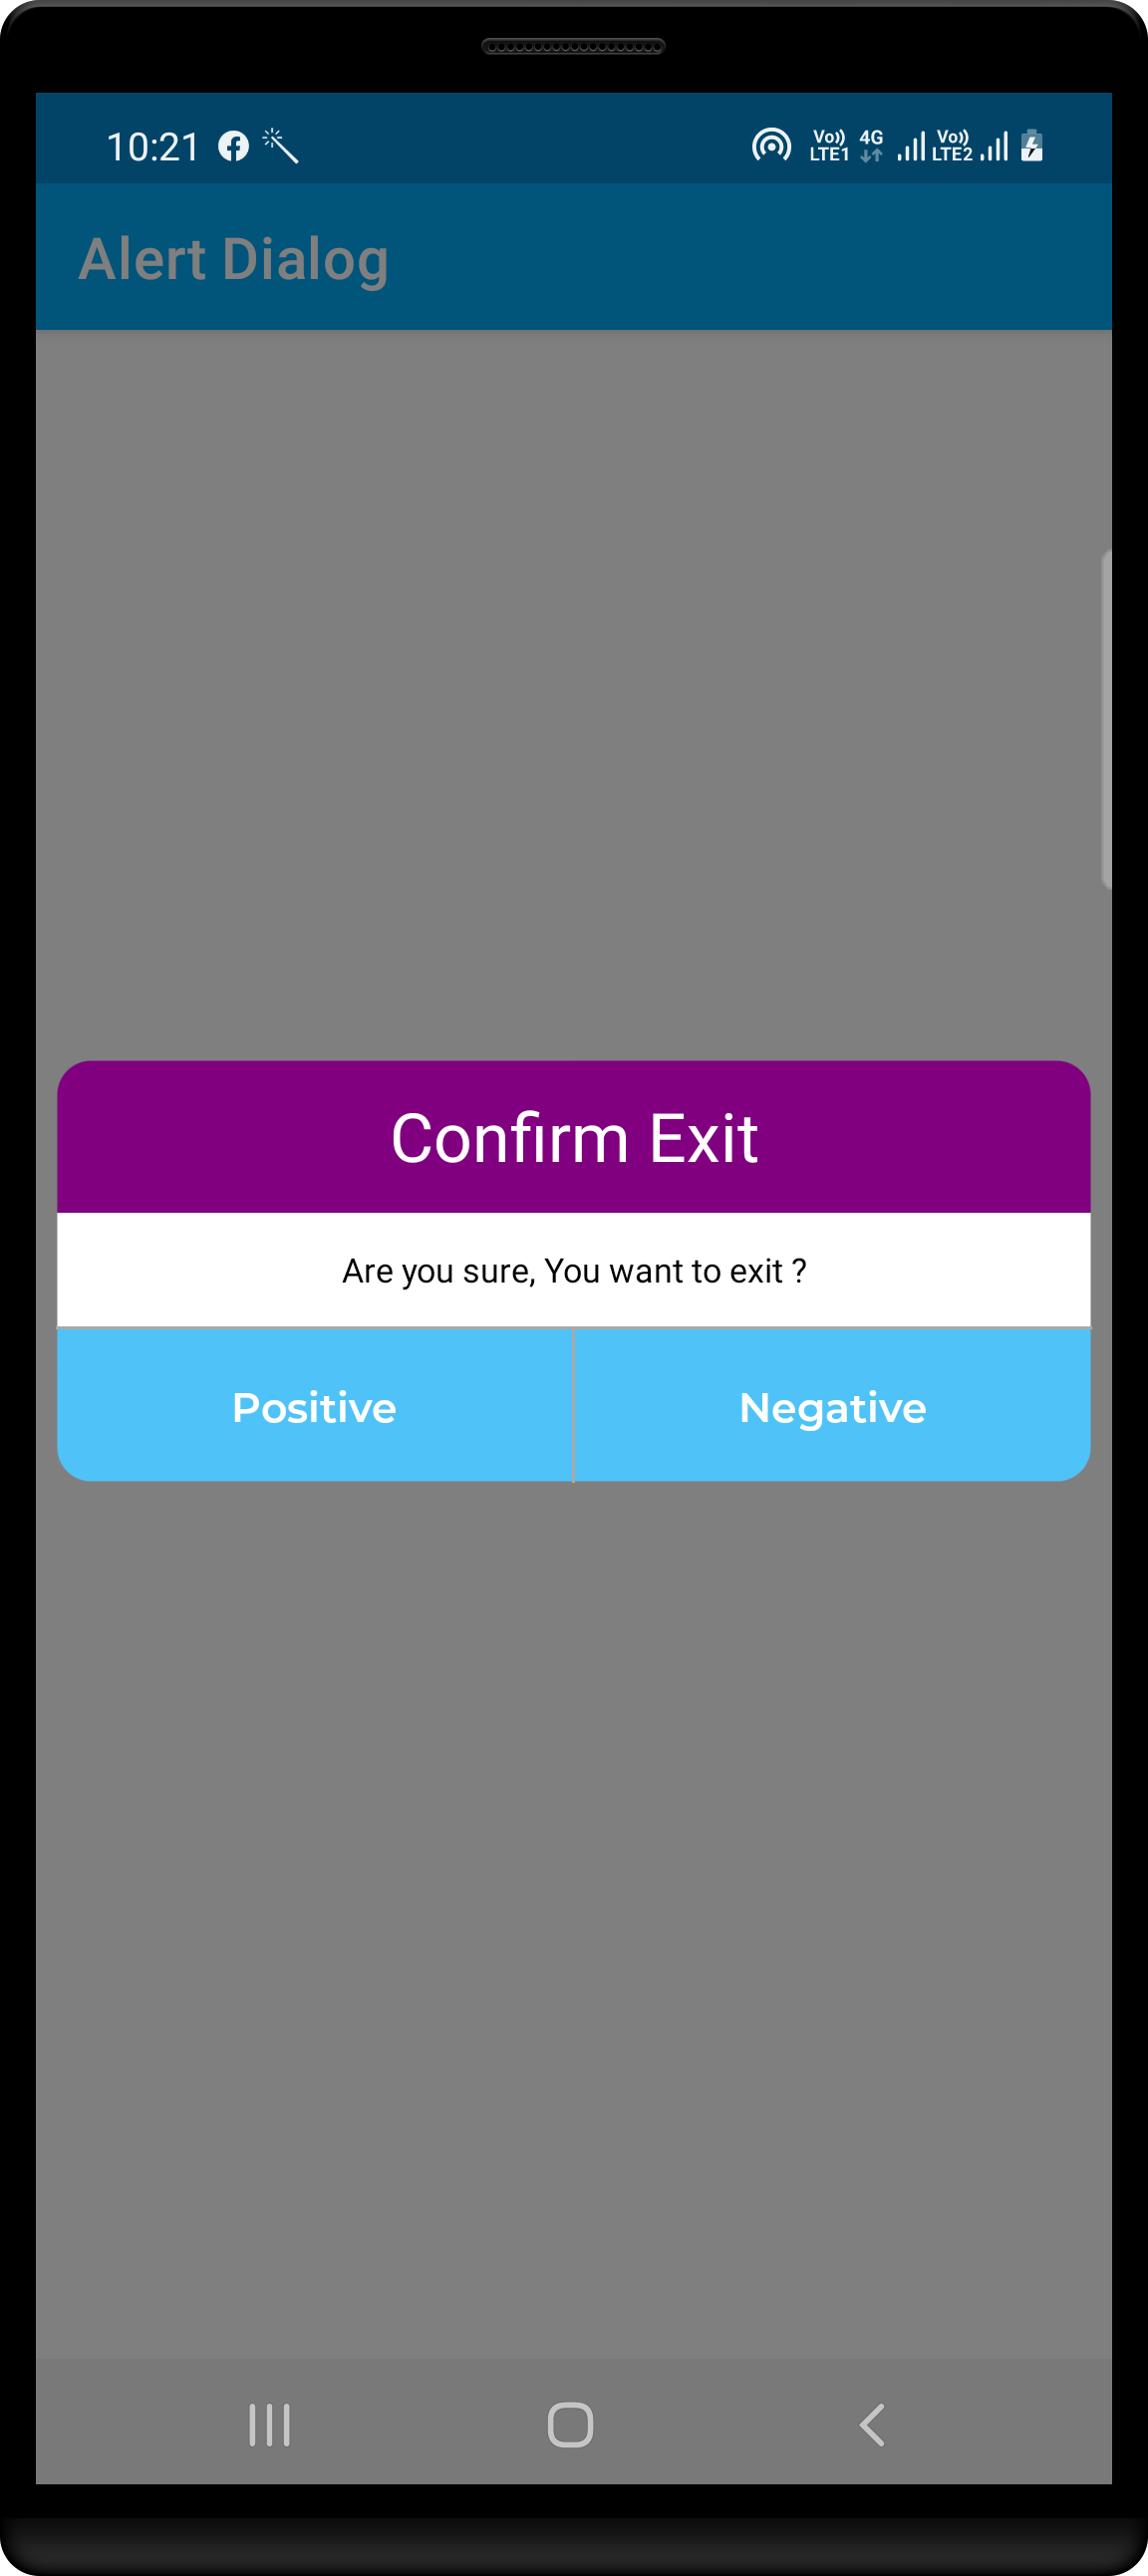 10:21 Vo)) LTE1 4G Vo)) LTE2
Alert Dialog
Confirm Exit
Are you sure, You want to exit ?
Positive Negative